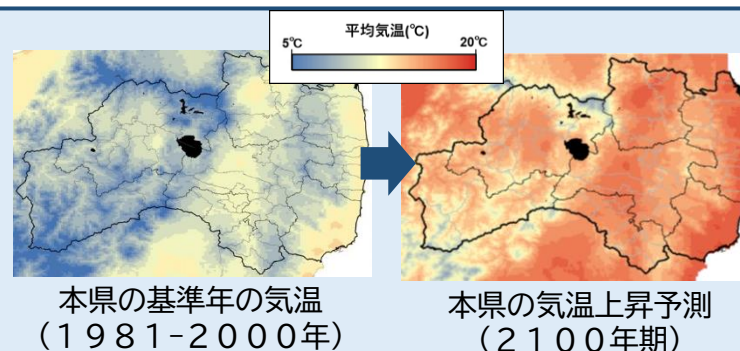 平均気温(℃)
5℃ 20℃
本県の基準年の気温
（１９８１-２０００年）
本県の気温上昇予測
（２１００年期）